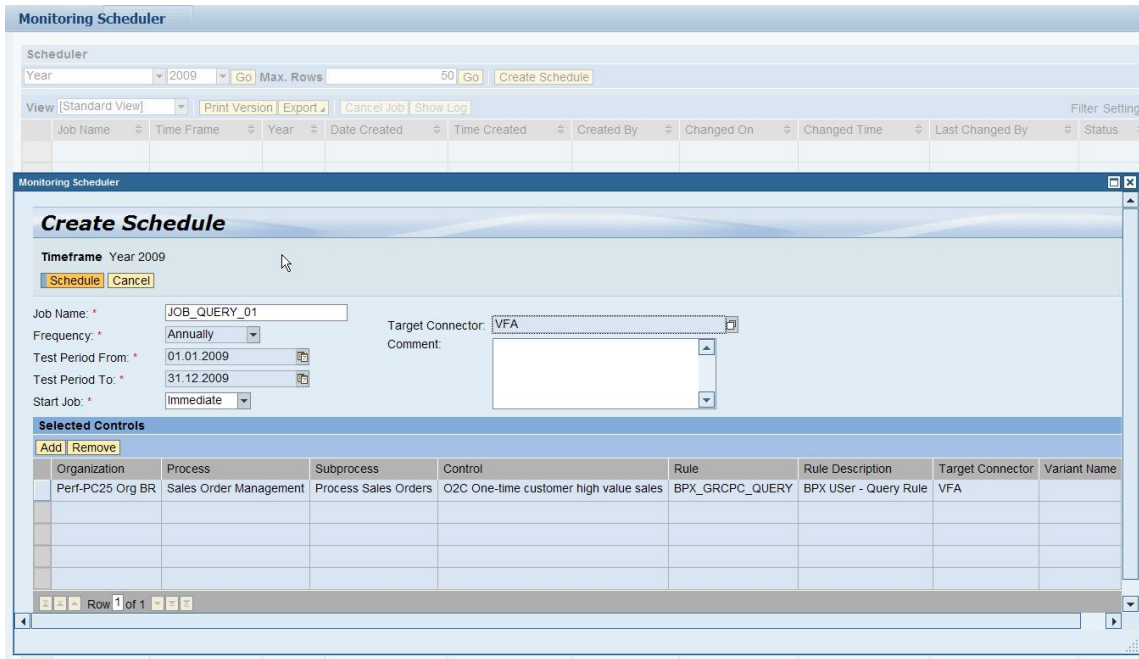 Monitoring Scheduler
Scheduler
Year 2009 Go Max. Rows 50 Go Create Schedule
View [Standard View] Print Version Export Cancel Job Show Log Filter Setting
Job Name Time Frame Year Date Created Time Created Created By Changed On Changed Time Last Changed By Status
Monitoring Scheduler
Create Schedule
Timeframe Year 2009
Schedule Cancel
Job Name: * JOB_QUERY_01
Target Connector: VFA
Frequency: * Annually
Comment:
Test Period From: * 01.01.2009
Test Period To: * 31.12.2009
Start Job: * Immediate
Selected Controls
Add Remove
Organization Process Subprocess Control Rule Rule Description Target Connector Variant Name
Perf-PC25 Org BR Sales Order Management Process Sales Orders O2C One-time customer high value sales BPX_GRCPC_QUERY BPX USer - Query Rule VFA
Row 1 of 1